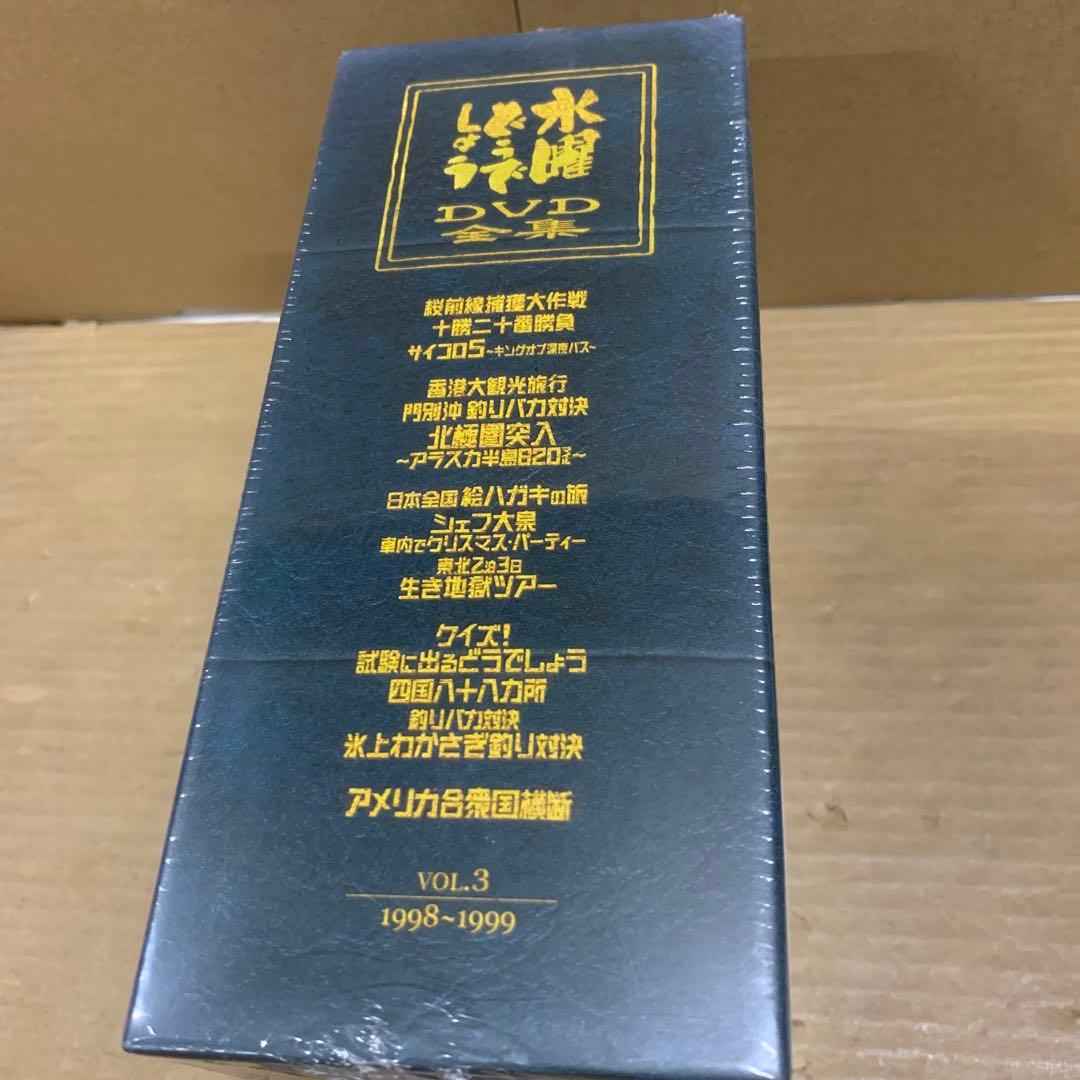 水曜
どうで
しょう
DVD
全集
桜前線捕獲大作戦
十勝二十番勝負
サイコロ5~キングオブ深夜バス~
香港大観光旅行
門別沖 釣りバカ対決
北極圏突入
~アラスカ半島620マイル~
日本全国 絵ハガキの旅
シェフ大泉
車内でクリスマス・パーティー
東北2泊3日
生き地獄ツアー
クイズ!
試験に出るどうでしょう
四国八十八カ所
釣りバカ対決
氷上わかさぎ釣り対決
アメリカ合衆国横断
VOL.3
1998~1999